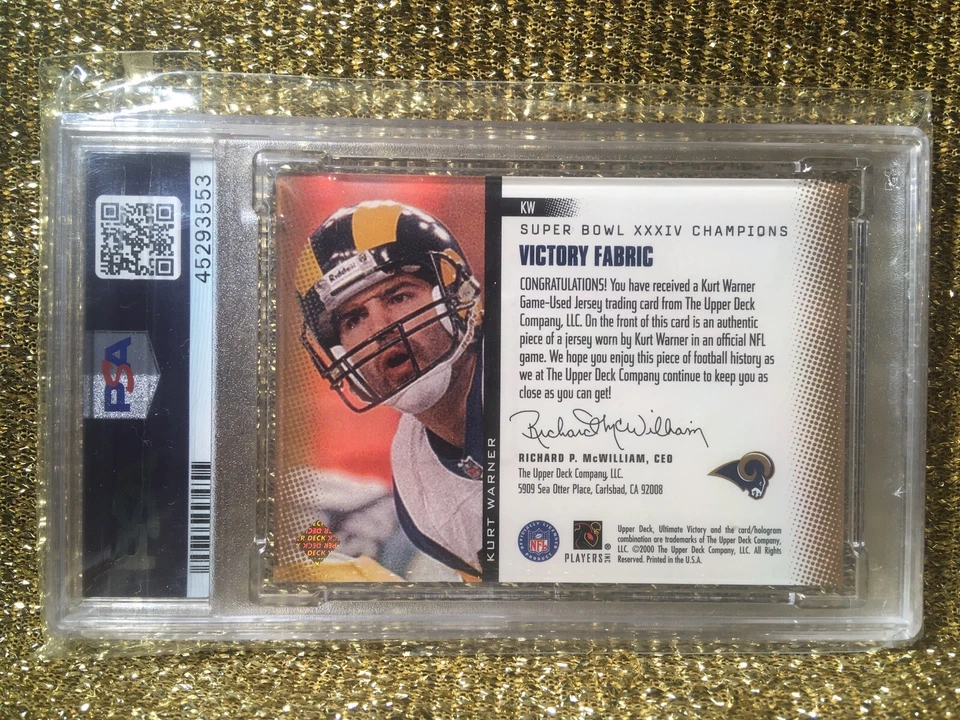 PSA
45293553
Riddell
KURT WARNER
KW
SUPER BOWL XXXIV CHAMPIONS
VICTORY FABRIC
CONGRATULATIONS! You have received a Kurt Warner
Game-Used Jersey trading card from The Upper Deck
Company, LLC. On the front of this card is an authentic
piece of a jersey worn by Kurt Warner in an official NFL
game. We hope you enjoy this piece of football history as
we at The Upper Deck Company continue to keep you as
close as you can get!
Richard P McWilliam
RICHARD P. McWILLIAM, CEO
The Upper Deck Company, LLC.
5909 Sea Otter Place, Carlsbad, CA 92008
NFL
PLAYERS INC
Upper Deck, Ultimate Victory and the card/hologram
combination are trademarks of The Upper Deck Company,
LLC. ©2000 The Upper Deck Company, LLC. All Rights
Reserved. Printed in the U.S.A.